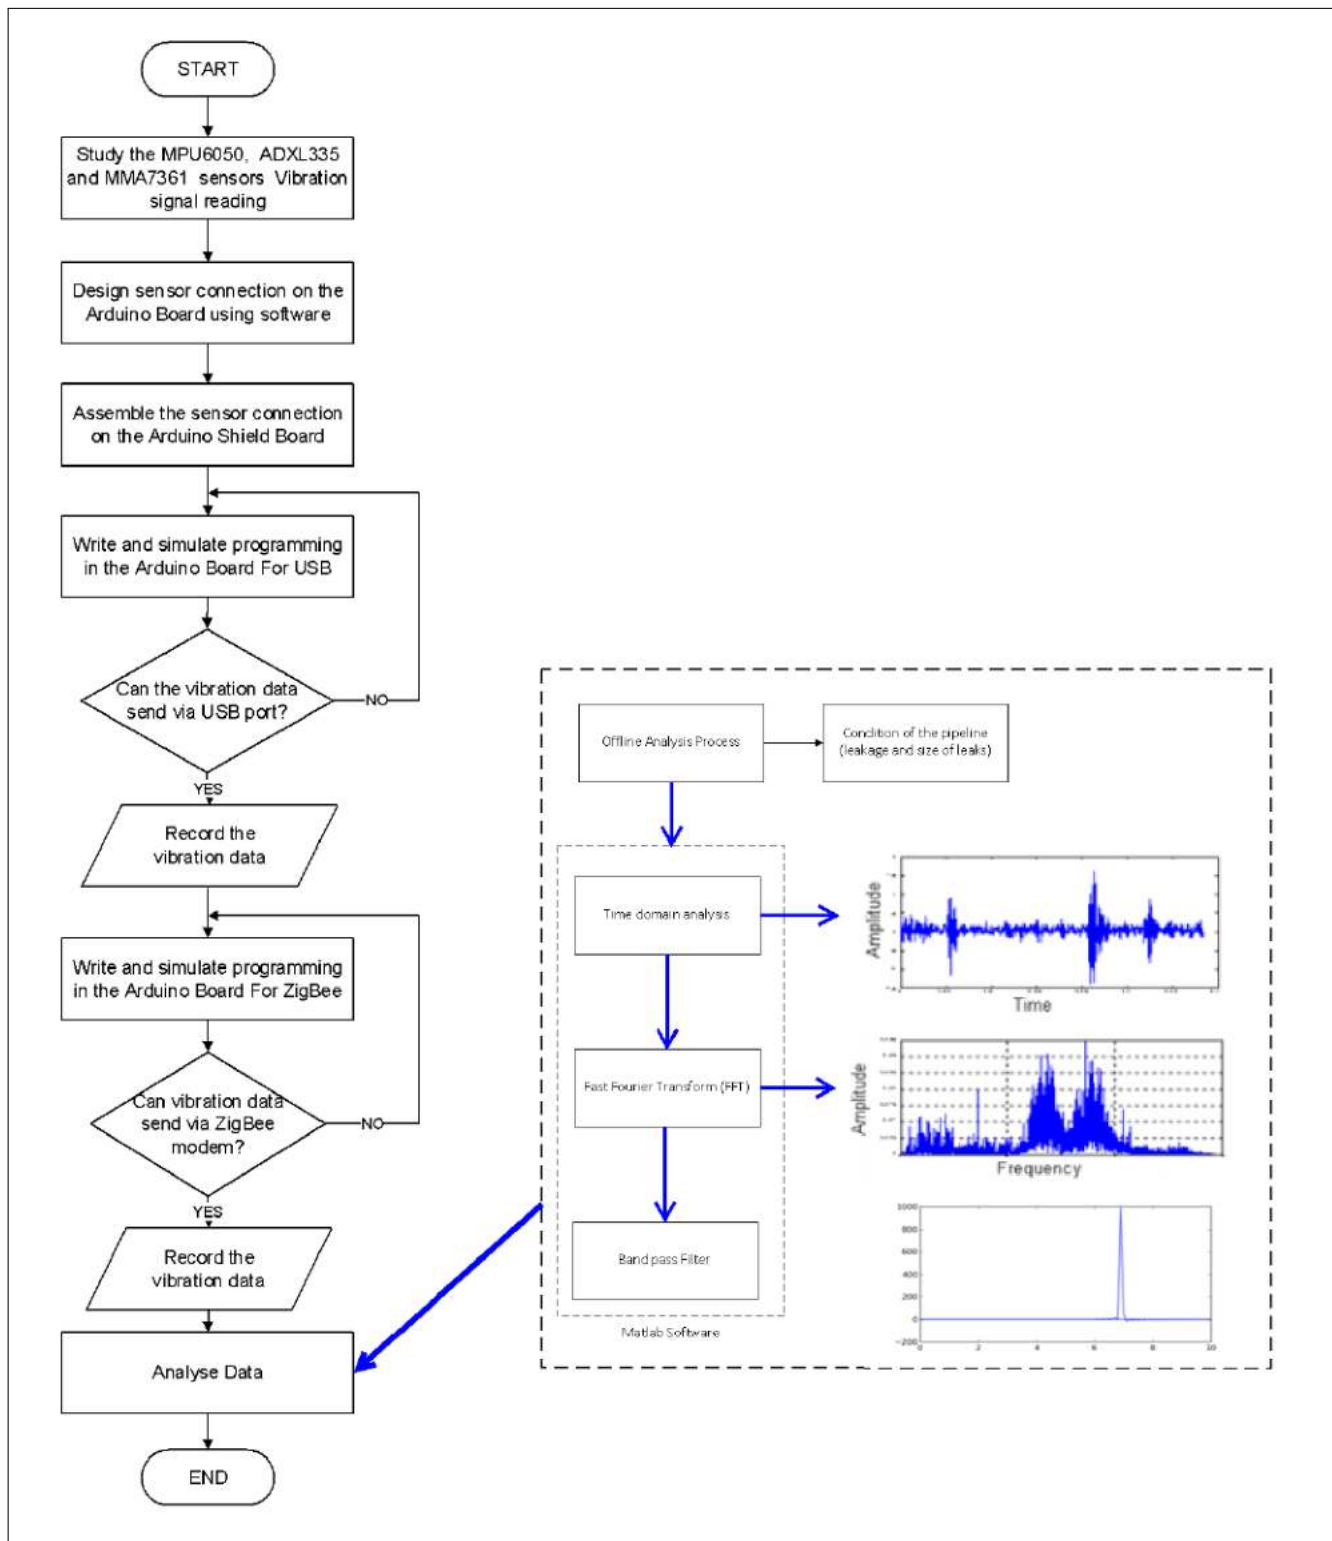 START
Study the MPU6050, ADXL335
and MMA7361 sensors Vibration
signal reading
Design sensor connection on the
Arduino Board using software
Assemble the sensor connection
on the Arduino Shield Board
Write and simulate programming
in the Arduino Board For USB
Can the vibration data
send via USB port?
NO
YES
Record the
vibration data
Write and simulate programming
in the Arduino Board For ZigBee
Can vibration data
send via ZigBee
modem?
NO
YES
Record the
vibration data
Analyse Data
END
Offline Analysis Process
Condition of the pipeline
(leakage and size of leaks)
Time domain analysis
Amplitude
Time
Fast Fourier Transform (FFT)
Amplitude
Frequency
Band pass Filter
Matlab Software
1000
800
600
400
200
0
−200
0 2 4 6 8 10